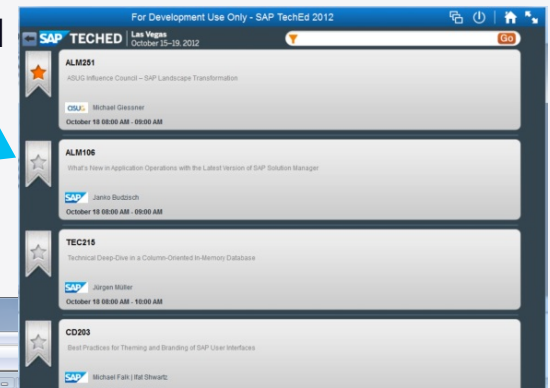 For Development Use Only - SAP TechEd 2012
SAP TECHED Las Vegas
October 15–19, 2012
Go
ALM261
ASUG Influence Council – SAP Landscape Transformation
ASUG Michael Giessner
October 18 08:00 AM - 09:00 AM
ALM106
What's New in Application Operations with the Latest Version of SAP Solution Manager
SAP Janko Budzisch
October 18 08:00 AM - 09:00 AM
TEC215
Technical Deep-Dive in a Column-Oriented In-Memory Database
SAP Jürgen Müller
October 18 08:00 AM - 10:00 AM
CD203
Best Practices for Theming and Branding of SAP User Interfaces
SAP Michael Falk | Ifat Shwartz